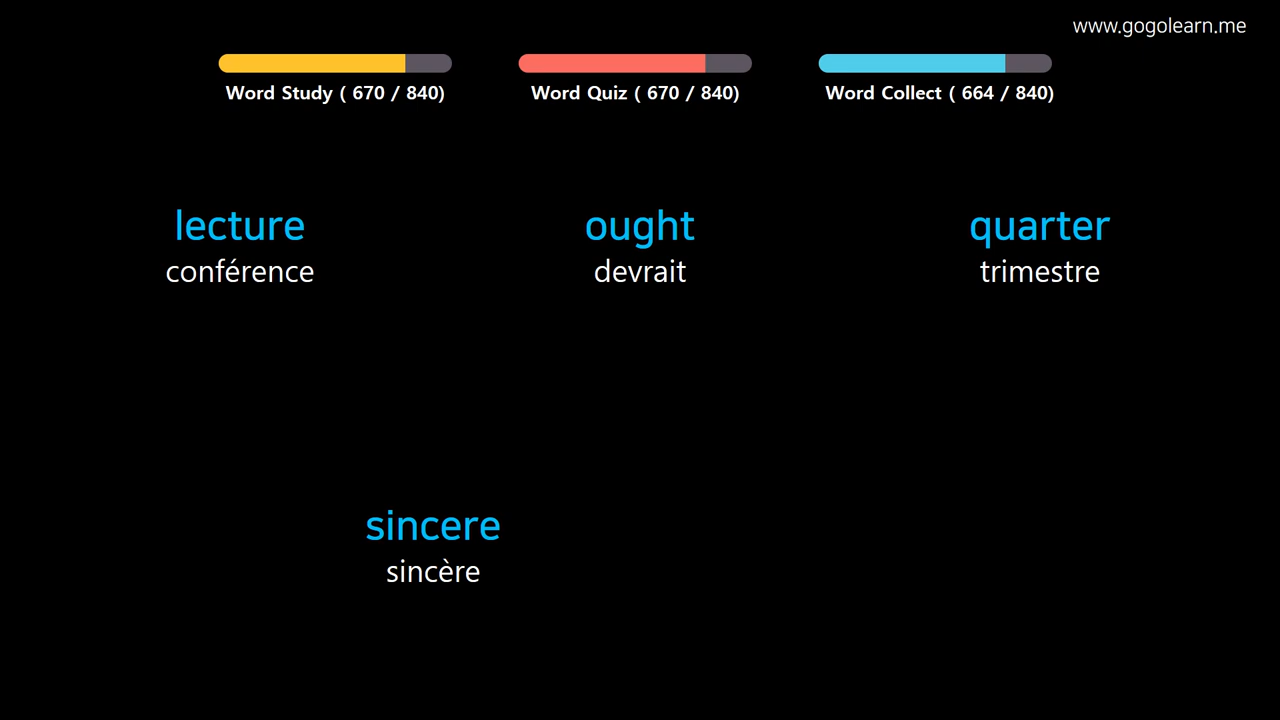 www.gogolearn.me
Word Study ( 670 / 840)
Word Quiz ( 670 / 840)
Word Collect ( 664 / 840)
lecture
conférence
ought
devrait
quarter
trimestre
sincere
sincère